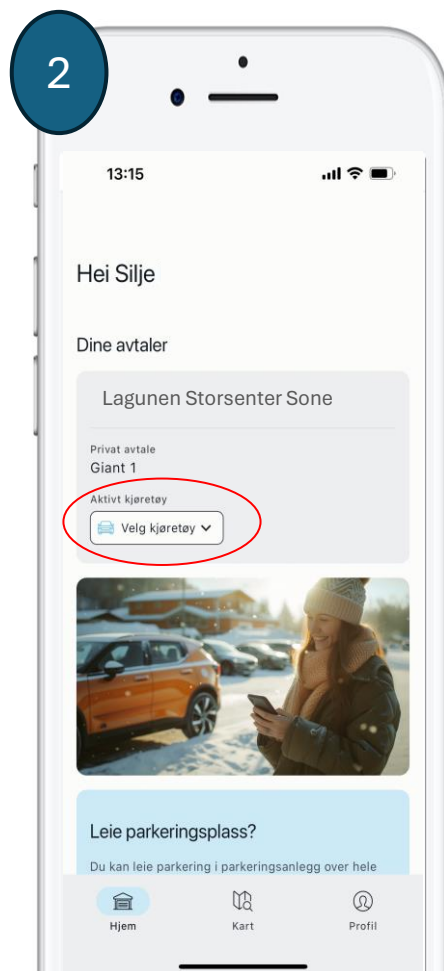 2
13:15
Hei Silje
Dine avtaler
Lagunen Storsenter Sone
Privat avtale
Giant 1
Aktivt kjøretøy
Velg kjøretøy
Leie parkeringsplass?
Du kan leie parkering i parkeringsanlegg over hele
Hjem Kart Profil